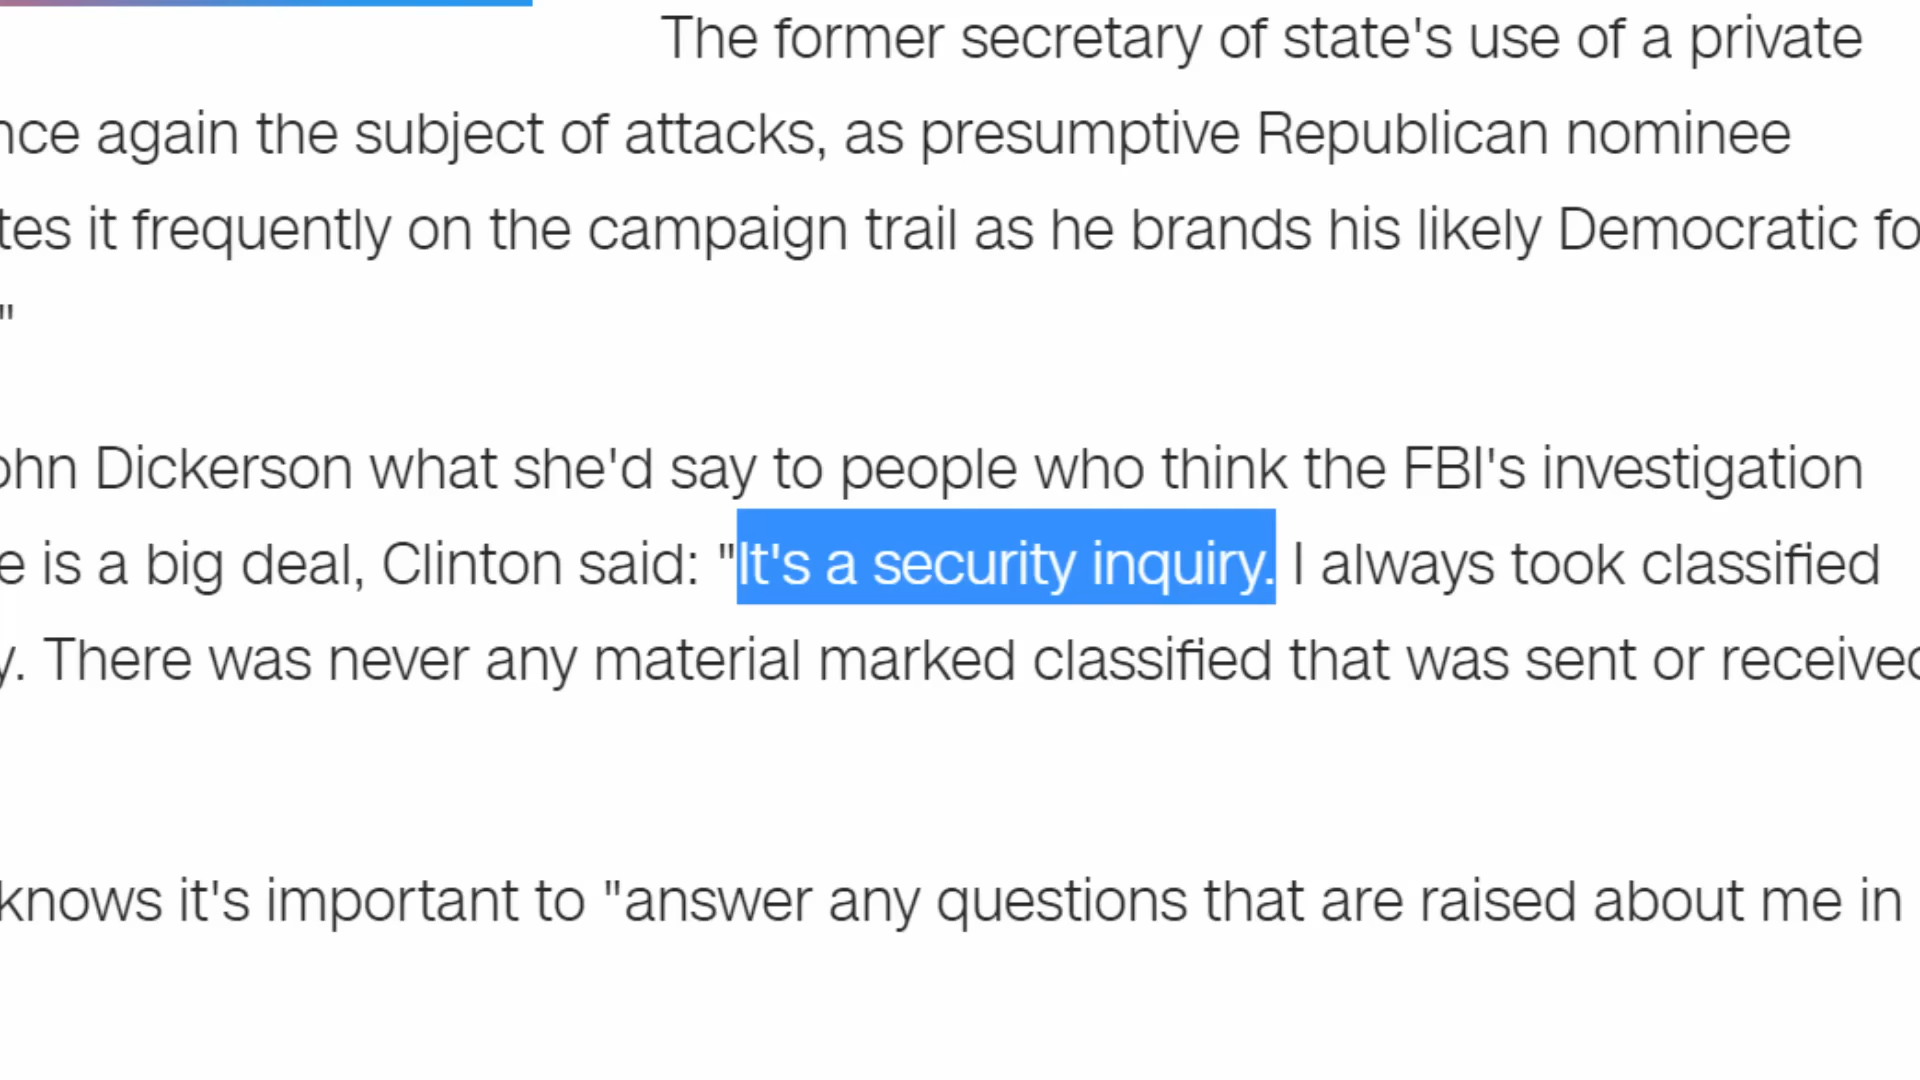 The former secretary of state's use of a private
nce again the subject of attacks, as presumptive Republican nominee
tes it frequently on the campaign trail as he brands his likely Democratic fo
"
ohn Dickerson what she'd say to people who think the FBI's investigation
e is a big deal, Clinton said: "It's a security inquiry. I always took classified
y. There was never any material marked classified that was sent or received
knows it's important to "answer any questions that are raised about me in